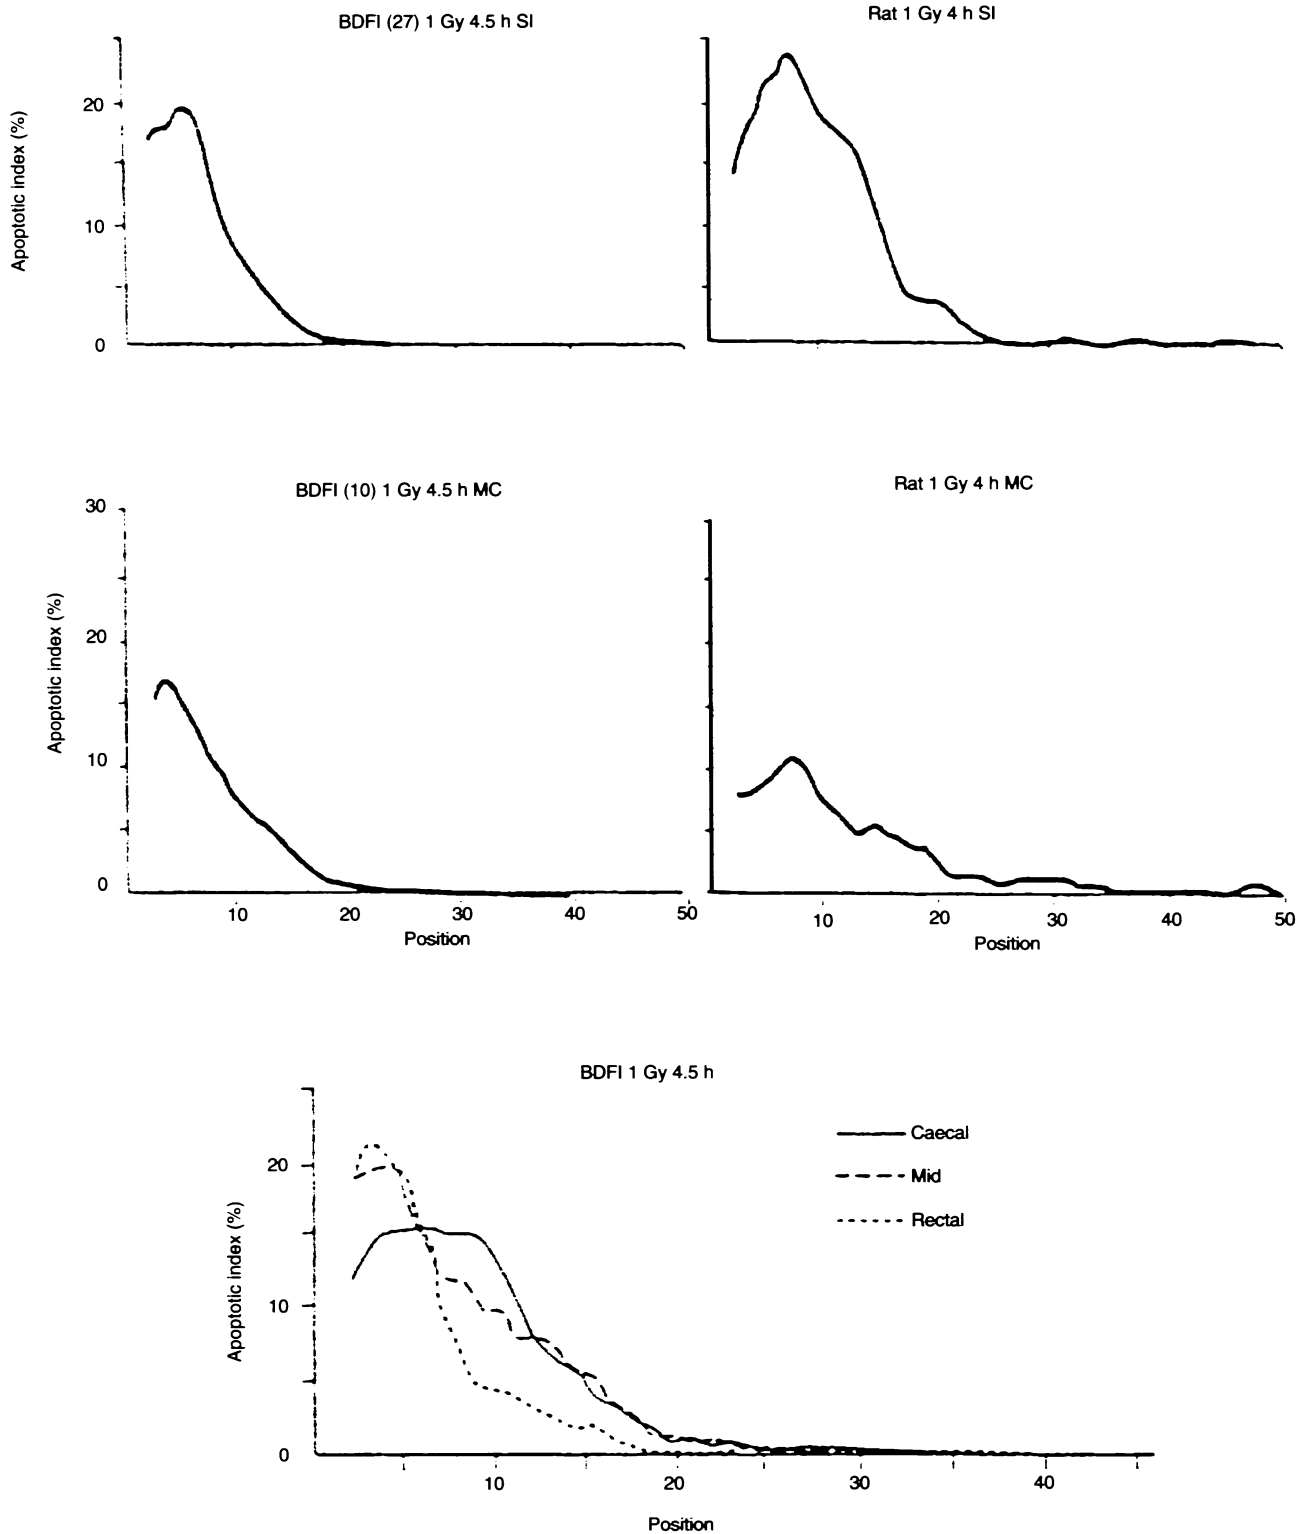 BDFI (27) 1 Gy 4.5 h SI
Rat 1 Gy 4 h SI
Apoptotic index (%)
20
10
0
BDFI (10) 1 Gy 4.5 h MC
Rat 1 Gy 4 h MC
Apoptotic index (%)
30
20
10
0
10 20 30 40 50
Position
10 20 30 40 50
Position
BDFI 1 Gy 4.5 h
Caecal
Mid
Rectal
Apoptotic index (%)
20
10
0
10 20 30 40
Position